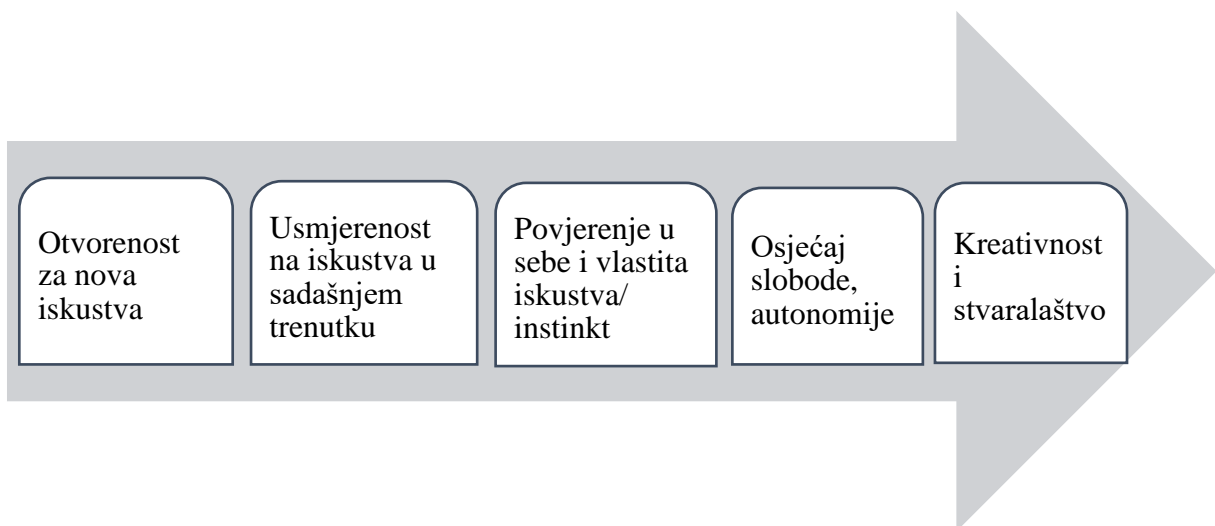 Otvorenost
za nova
iskustva
Usmjerenost
na iskustva u
sadašnjem
trenutku
Povjerenje u
sebe i vlastita
iskustva/
instinkt
Osjećaj
slobode,
autonomije
Kreativnost
i
stvaralaštvo